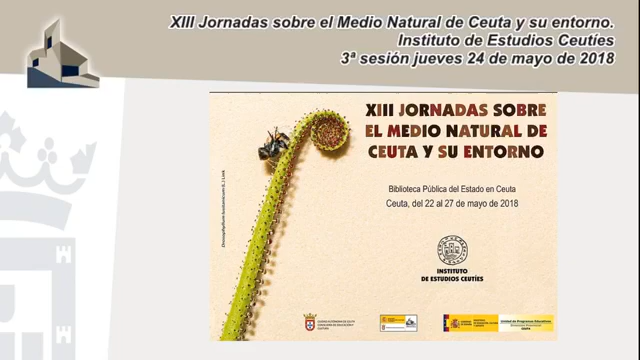 XIII Jornadas sobre el Medio Natural de Ceuta y su entorno.
Instituto de Estudios Ceutíes
3ª sesión jueves 24 de mayo de 2018
XIII JORNADAS SOBRE
EL MEDIO NATURAL DE
CEUTA Y SU ENTORNO
Biblioteca Pública del Estado en Ceuta
Ceuta, del 22 al 27 de mayo de 2018
INSTITUTO
DE ESTUDIOS CEUTÍES